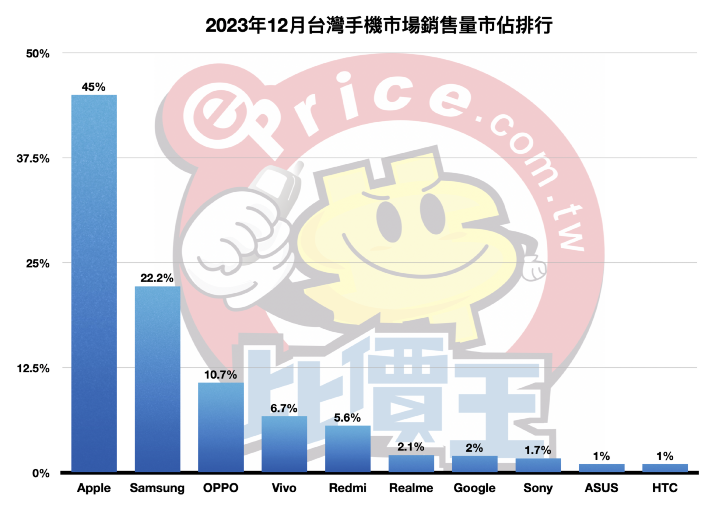 2023年12月台灣手機市場銷售量市佔排行
50%
37.5%
25%
12.5%
0%
45%
22.2%
10.7%
6.7%
5.6%
2.1%
2%
1.7%
1%
1%
Apple
Samsung
OPPO
Vivo
Redmi
Realme
Google
Sony
ASUS
HTC
ePrice.com.tw
比價王